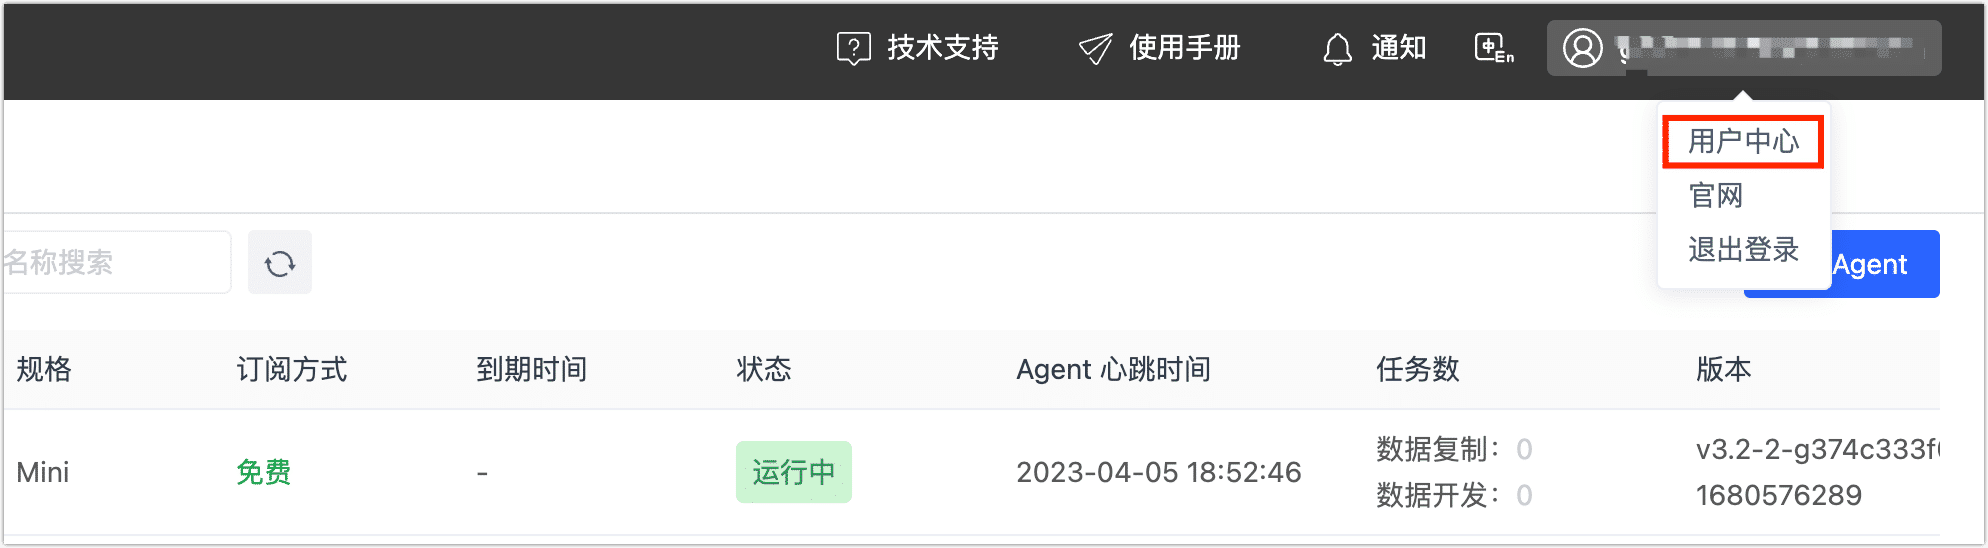 技术支持
使用手册
通知
中En
用户中心
官网
退出登录
名称搜索
Agent
规格 订阅方式 到期时间 状态 Agent 心跳时间 任务数 版本
Mini 免费 - 运行中 2023-04-05 18:52:46
数据复制：0
数据开发：0
v3.2-2-g374c333f
1680576289